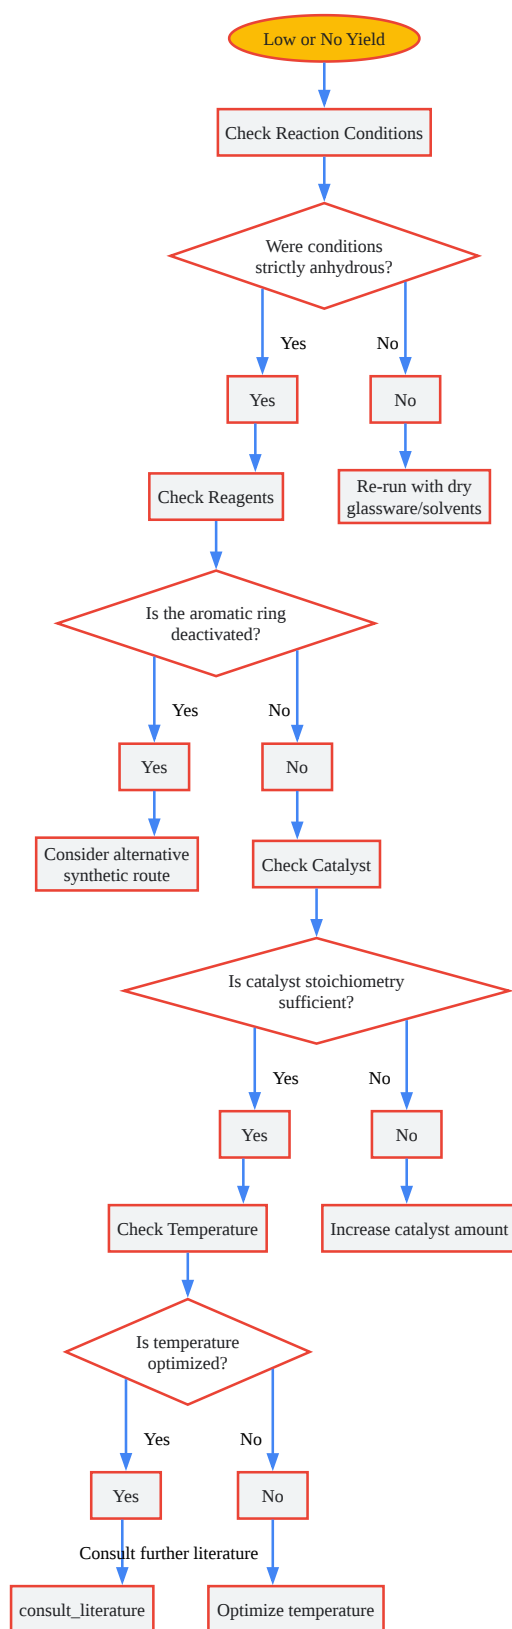 Low or No Yield
Check Reaction Conditions
Were conditions
strictly anhydrous?
Yes
No
Yes
No
Check Reagents
Re-run with dry
glassware/solvents
Is the aromatic ring
deactivated?
Yes
No
Yes
No
Consider alternative
synthetic route
Check Catalyst
Is catalyst stoichiometry
sufficient?
Yes
No
Yes
No
Check Temperature
Increase catalyst amount
Is temperature
optimized?
Yes
No
Yes
No
Consult further literature
consult_literature
Optimize temperature